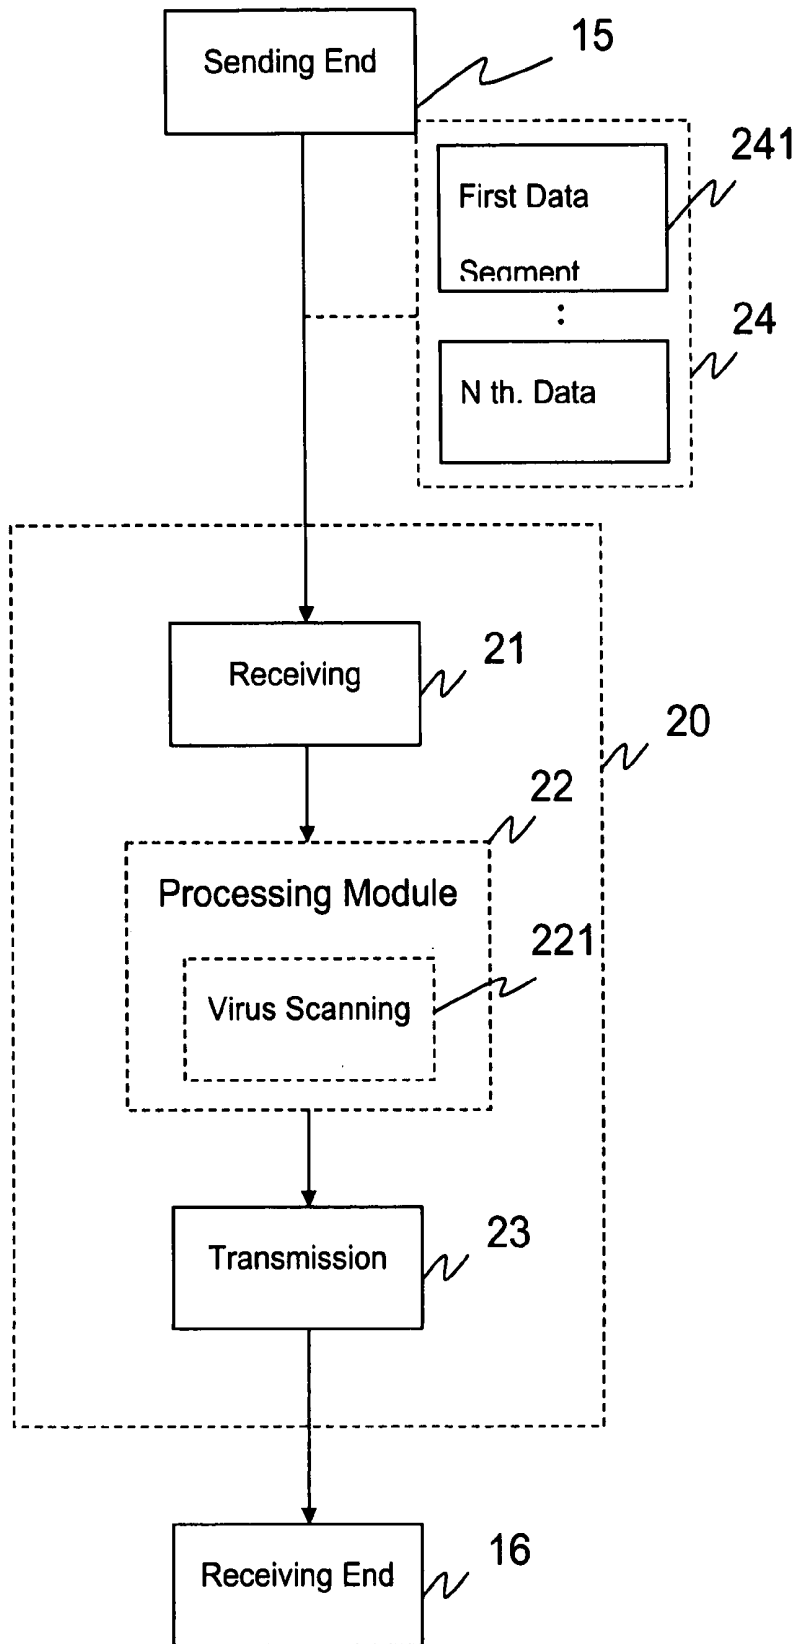 Sending End
15
First Data
Segment
241
:
N th. Data
24
Receiving
21
20
Processing Module
22
Virus Scanning
221
Transmission
23
Receiving End
16